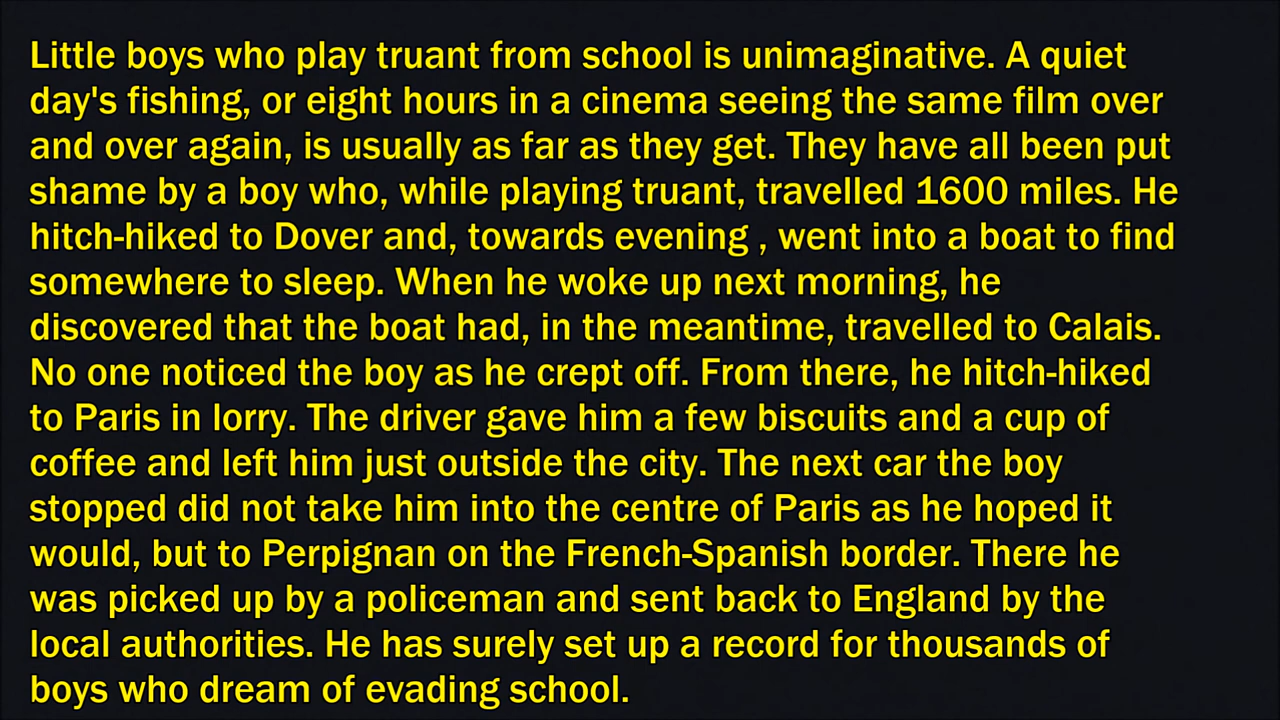 Little boys who play truant from school is unimaginative. A quiet
day's fishing, or eight hours in a cinema seeing the same film over
and over again, is usually as far as they get. They have all been put
shame by a boy who, while playing truant, travelled 1600 miles. He
hitch-hiked to Dover and, towards evening , went into a boat to find
somewhere to sleep. When he woke up next morning, he
discovered that the boat had, in the meantime, travelled to Calais.
No one noticed the boy as he crept off. From there, he hitch-hiked
to Paris in lorry. The driver gave him a few biscuits and a cup of
coffee and left him just outside the city. The next car the boy
stopped did not take him into the centre of Paris as he hoped it
would, but to Perpignan on the French-Spanish border. There he
was picked up by a policeman and sent back to England by the
local authorities. He has surely set up a record for thousands of
boys who dream of evading school.